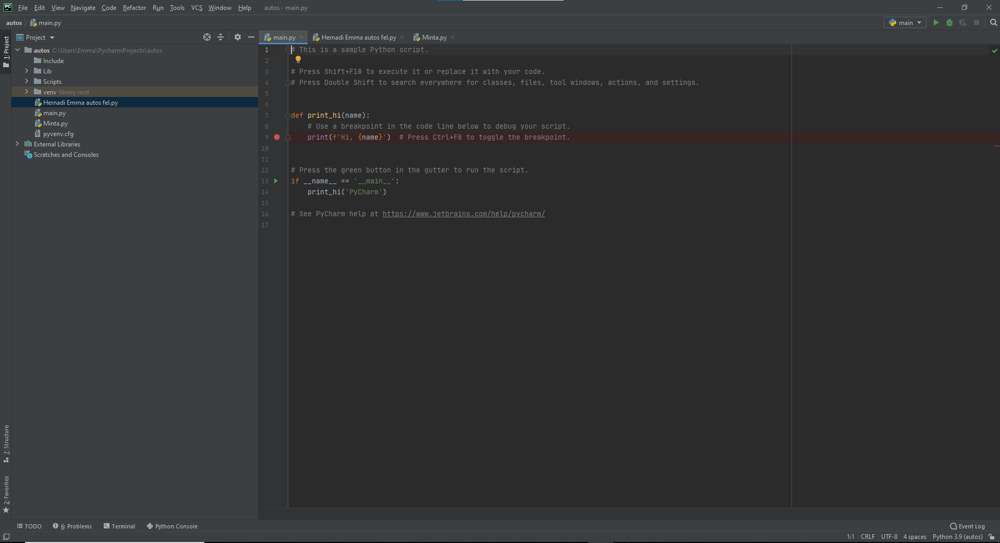 PC File Edit View Navigate Code Refactor Run Tools VCS Window Help autos - main.py
autos main.py main
1: Project
Project
autos C:\Users\Emma\PycharmProjects\autos
Include
Lib
Scripts
venv library root
Hernadi Emma autos fel.py
main.py
Minta.py
pyvenv.cfg
External Libraries
Scratches and Consoles
7: Structure
2: Favorites
main.py Hernadi Emma autos fel.py Minta.py
1 # This is a sample Python script.
2
3 # Press Shift+F10 to execute it or replace it with your code.
4 # Press Double Shift to search everywhere for classes, files, tool windows, actions, and settings.
5
6
7 def print_hi(name):
8     # Use a breakpoint in the code line below to debug your script.
9     print(f'Hi, {name}')  # Press Ctrl+F8 to toggle the breakpoint.
10
11
12 # Press the green button in the gutter to run the script.
13 if __name__ == '__main__':
14     print_hi('PyCharm')
15
16 # See PyCharm help at https://www.jetbrains.com/help/pycharm/
17
TODO 6: Problems Terminal Python Console Event Log
1:1 CRLF UTF-8 4 spaces Python 3.9 (autos)